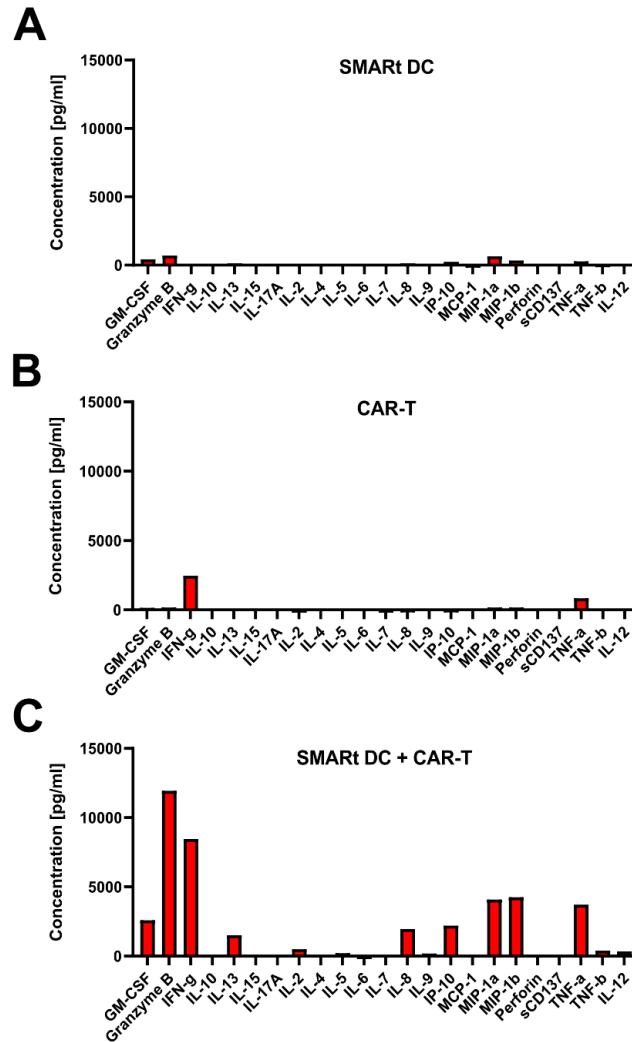 A
SMARt DC
Concentration [pg/ml]
15000
10000
5000
0
GM-CSF
Granzyme B
IFN-g
IL-10
IL-13
IL-15
IL-17A
IL-2
IL-4
IL-5
IL-6
IL-7
IL-8
IL-9
IP-10
MCP-1
MIP-1a
MIP-1b
Perforin
sCD137
TNF-a
TNF-b
IL-12
B
CAR-T
Concentration [pg/ml]
15000
10000
5000
0
GM-CSF
Granzyme B
IFN-g
IL-10
IL-13
IL-15
IL-17A
IL-2
IL-4
IL-5
IL-6
IL-7
IL-8
IL-9
IP-10
MCP-1
MIP-1a
MIP-1b
Perforin
sCD137
TNF-a
TNF-b
IL-12
C
SMARt DC + CAR-T
Concentration [pg/ml]
15000
10000
5000
0
GM-CSF
Granzyme B
IFN-g
IL-10
IL-13
IL-15
IL-17A
IL-2
IL-4
IL-5
IL-6
IL-7
IL-8
IL-9
IP-10
MCP-1
MIP-1a
MIP-1b
Perforin
sCD137
TNF-a
TNF-b
IL-12